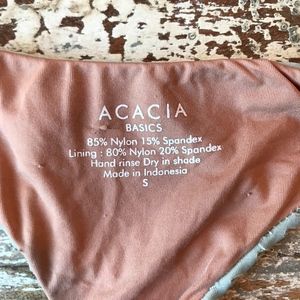 ACACIA
BASICS
85% Nylon 15% Spandex
Lining : 80% Nylon 20% Spandex
Hand rinse Dry in shade
Made in Indonesia
S